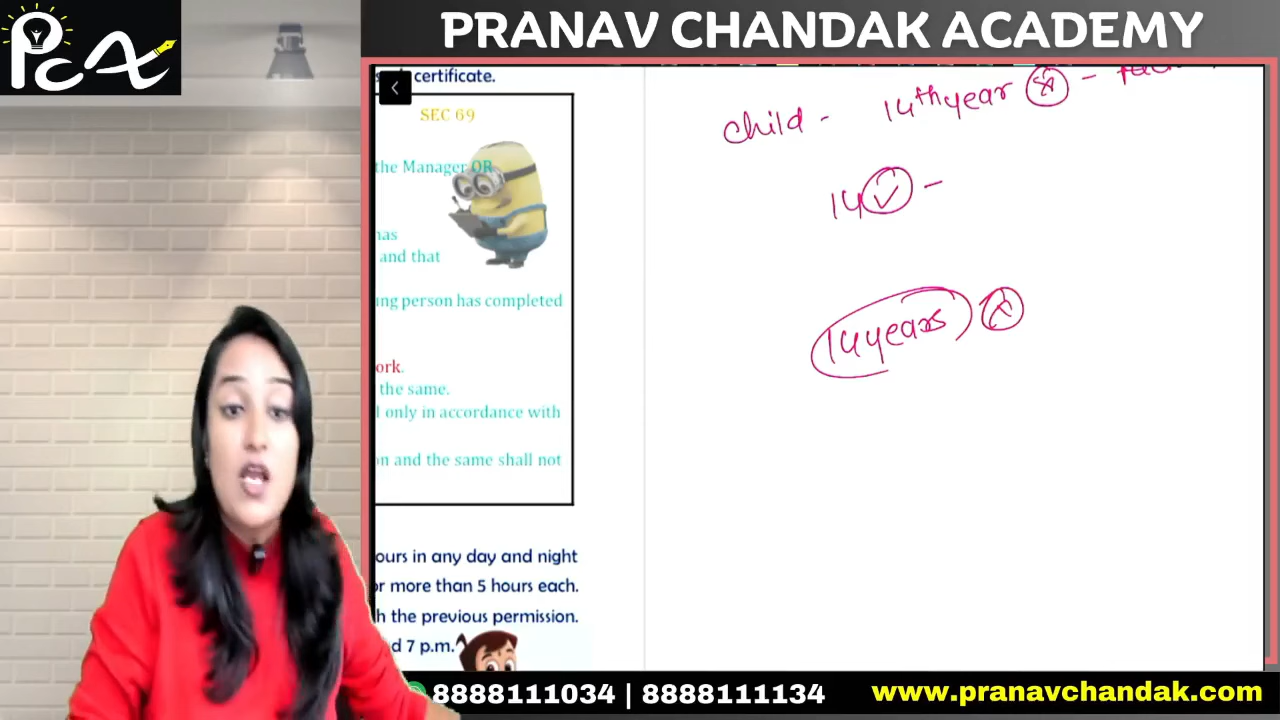 PCA
PRANAV CHANDAK ACADEMY
certificate.
SEC 69
the Manager OR
has
and that
ng person has completed
ork.
the same.
only in accordance with
n and the same shall not
ours in any day and night
or more than 5 hours each.
h the previous permission.
d 7 p.m.
child - 14th year -
14 ✓ -
14 years
8888111034 | 8888111134
www.pranavchandak.com